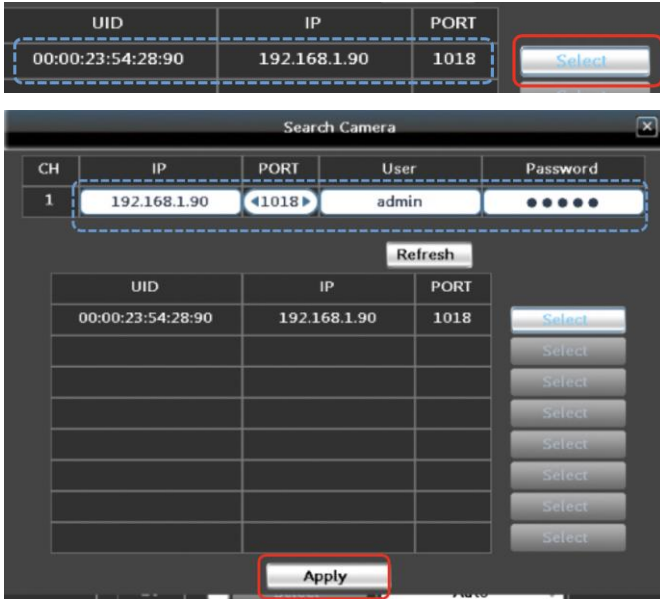 UID IP PORT
00:00:23:54:28:90 192.168.1.90 1018 Select
Search Camera
CH IP PORT User Password
1 192.168.1.90 1018 admin ●●●●●
Refresh
UID IP PORT
00:00:23:54:28:90 192.168.1.90 1018 Select
Select
Select
Select
Select
Select
Select
Select
Apply